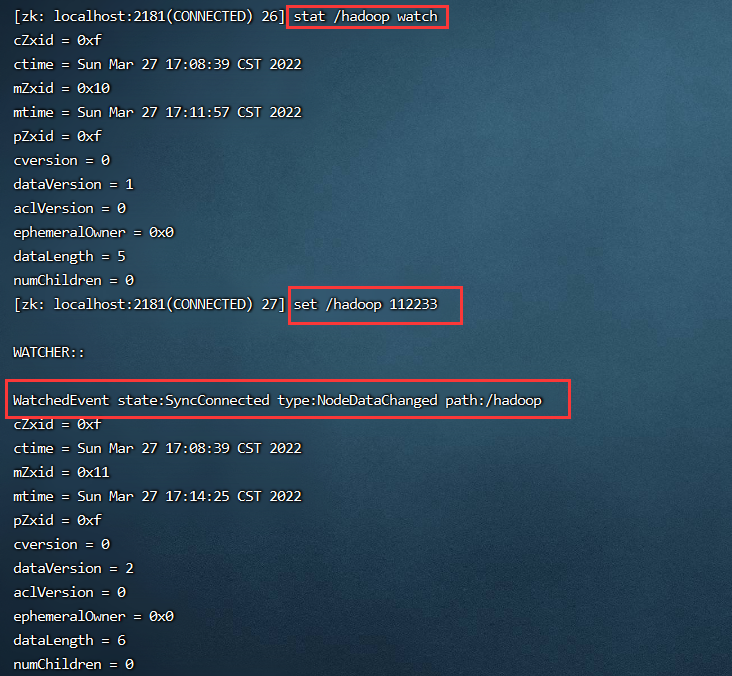 [zk: localhost:2181(CONNECTED) 26] stat /hadoop watch
cZxid = 0xf
ctime = Sun Mar 27 17:08:39 CST 2022
mZxid = 0x10
mtime = Sun Mar 27 17:11:57 CST 2022
pZxid = 0xf
cversion = 0
dataVersion = 1
aclVersion = 0
ephemeralOwner = 0x0
dataLength = 5
numChildren = 0
[zk: localhost:2181(CONNECTED) 27] set /hadoop 112233
WATCHER::
WatchedEvent state:SyncConnected type:NodeDataChanged path:/hadoop
cZxid = 0xf
ctime = Sun Mar 27 17:08:39 CST 2022
mZxid = 0x11
mtime = Sun Mar 27 17:14:25 CST 2022
pZxid = 0xf
cversion = 0
dataVersion = 2
aclVersion = 0
ephemeralOwner = 0x0
dataLength = 6
numChildren = 0